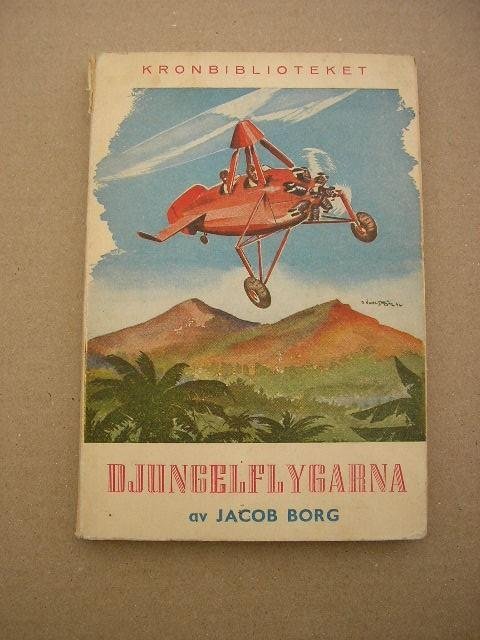 KRONBIBLIOTEKET
DJUNGELFLYGARNA
av JACOB BORG